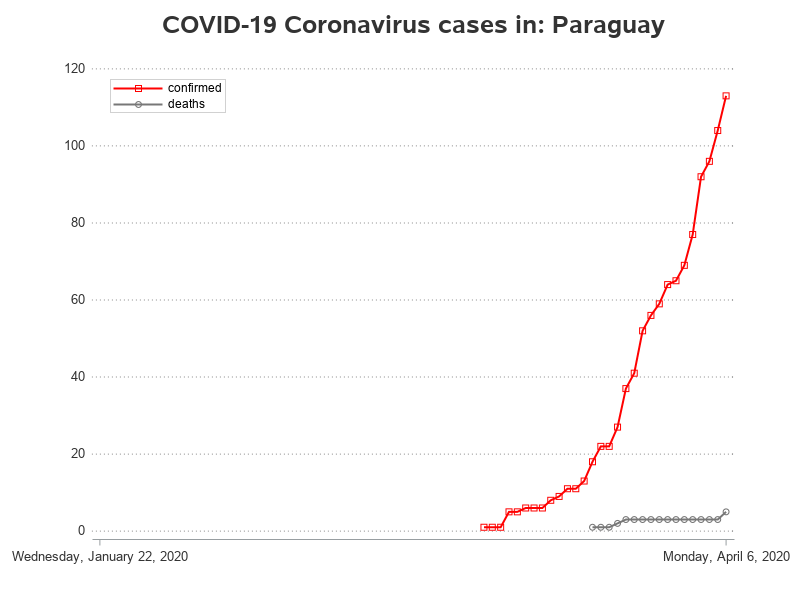 COVID-19 Coronavirus cases in: Paraguay
120
confirmed
deaths
100
80
60
40
20
0
Wednesday, January 22, 2020 Monday, April 6, 2020